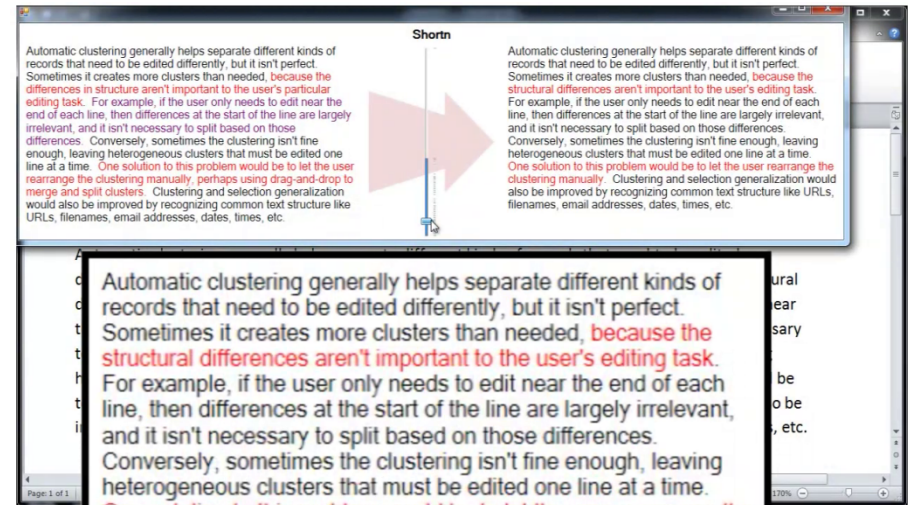 Shortn
Automatic clustering generally helps separate different kinds of
records that need to be edited differently, but it isn't perfect.
Sometimes it creates more clusters than needed, because the
differences in structure aren't important to the user's particular
editing task. For example, if the user only needs to edit near the
end of each line, then differences at the start of the line are largely
irrelevant, and it isn't necessary to split based on those
differences. Conversely, sometimes the clustering isn't fine
enough, leaving heterogeneous clusters that must be edited one
line at a time. One solution to this problem would be to let the user
rearrange the clustering manually, perhaps using drag-and-drop to
merge and split clusters. Clustering and selection generalization
would also be improved by recognizing common text structure like
URLs, filenames, email addresses, dates, times, etc.
Automatic clustering generally helps separate different kinds of
records that need to be edited differently, but it isn't perfect.
Sometimes it creates more clusters than needed, because the
structural differences aren't important to the user's editing task.
For example, if the user only needs to edit near the end of each
line, then differences at the start of the line are largely irrelevant,
and it isn't necessary to split based on those differences.
Conversely, sometimes the clustering isn't fine enough, leaving
heterogeneous clusters that must be edited one line at a time.
One solution to this problem would be to let the user rearrange the
clustering manually. Clustering and selection generalization would
also be improved by recognizing common text structure like URLs,
filenames, email addresses, dates, times, etc.
Automatic clustering generally helps separate different kinds of
records that need to be edited differently, but it isn't perfect.
Sometimes it creates more clusters than needed, because the
structural differences aren't important to the user's editing task.
For example, if the user only needs to edit near the end of each
line, then differences at the start of the line are largely irrelevant,
and it isn't necessary to split based on those differences.
Conversely, sometimes the clustering isn't fine enough, leaving
heterogeneous clusters that must be edited one line at a time.
be
o be
, etc.
Page: 1 of 1
170%